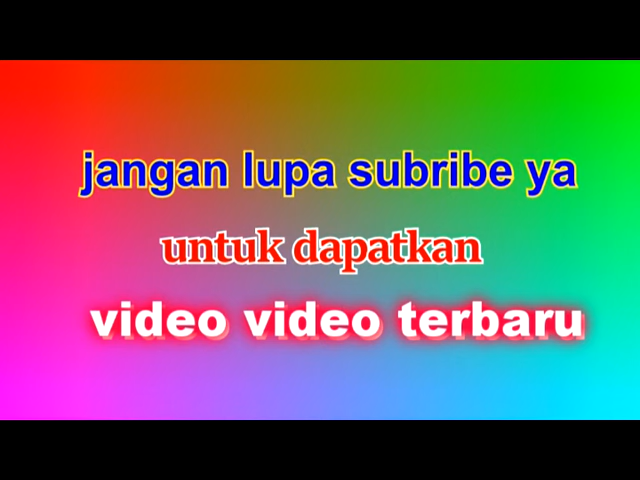 jangan lupa subribe ya
untuk dapatkan
video video terbaru